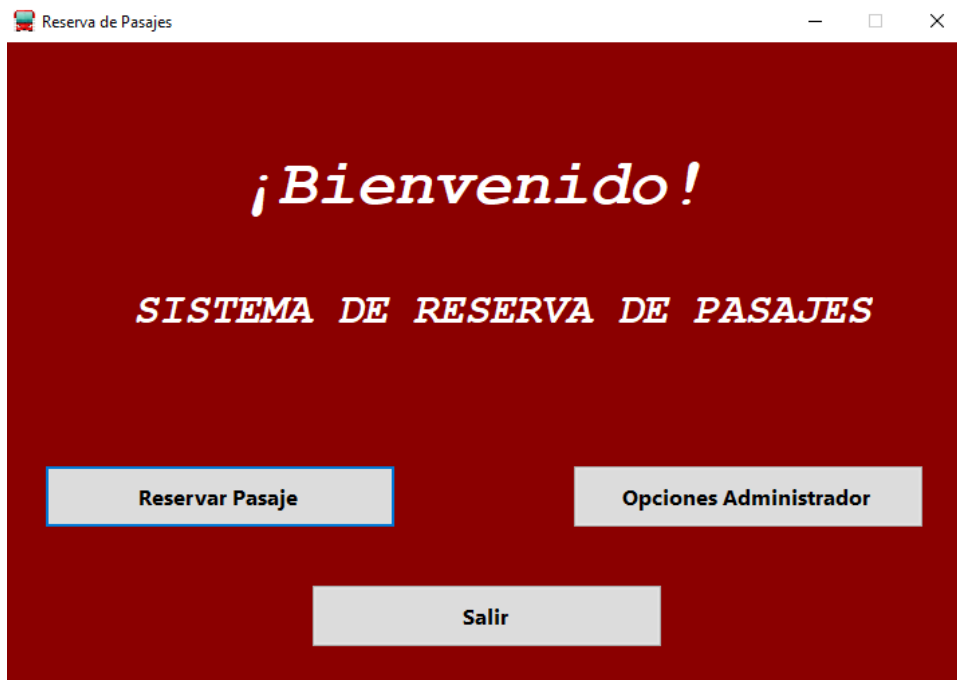 Reserva de Pasajes
¡Bienvenido!
SISTEMA DE RESERVA DE PASAJES
Reservar Pasaje
Opciones Administrador
Salir